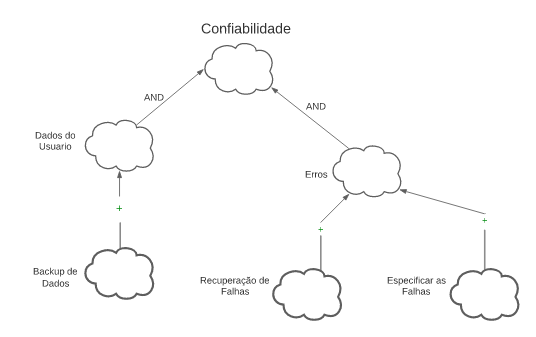 Confiabilidade
AND
AND
Dados do
Usuario
Erros
+
+
+
Backup de
Dados
Recuperação de
Falhas
Especificar as
Falhas